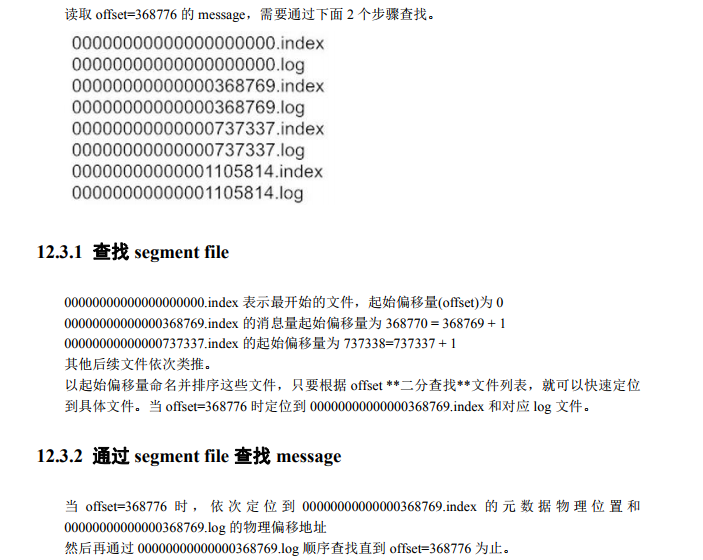 读取 offset=368776 的 message，需要通过下面 2 个步骤查找。
00000000000000000000.index
00000000000000000000.log
00000000000000368769.index
00000000000000368769.log
00000000000000737337.index
00000000000000737337.log
00000000000001105814.index
00000000000001105814.log
12.3.1 查找 segment file
00000000000000000000.index 表示最开始的文件，起始偏移量(offset)为 0
00000000000000368769.index 的消息量起始偏移量为 368770 = 368769 + 1
00000000000000737337.index 的起始偏移量为 737338=737337 + 1
其他后续文件依次类推。
以起始偏移量命名并排序这些文件，只要根据 offset **二分查找**文件列表，就可以快速定位
到具体文件。当 offset=368776 时定位到 00000000000000368769.index 和对应 log 文件。
12.3.2 通过 segment file 查找 message
当 offset=368776 时，依次定位到 00000000000000368769.index 的元数据物理位置和
00000000000000368769.log 的物理偏移地址
然后再通过 00000000000000368769.log 顺序查找直到 offset=368776 为止。